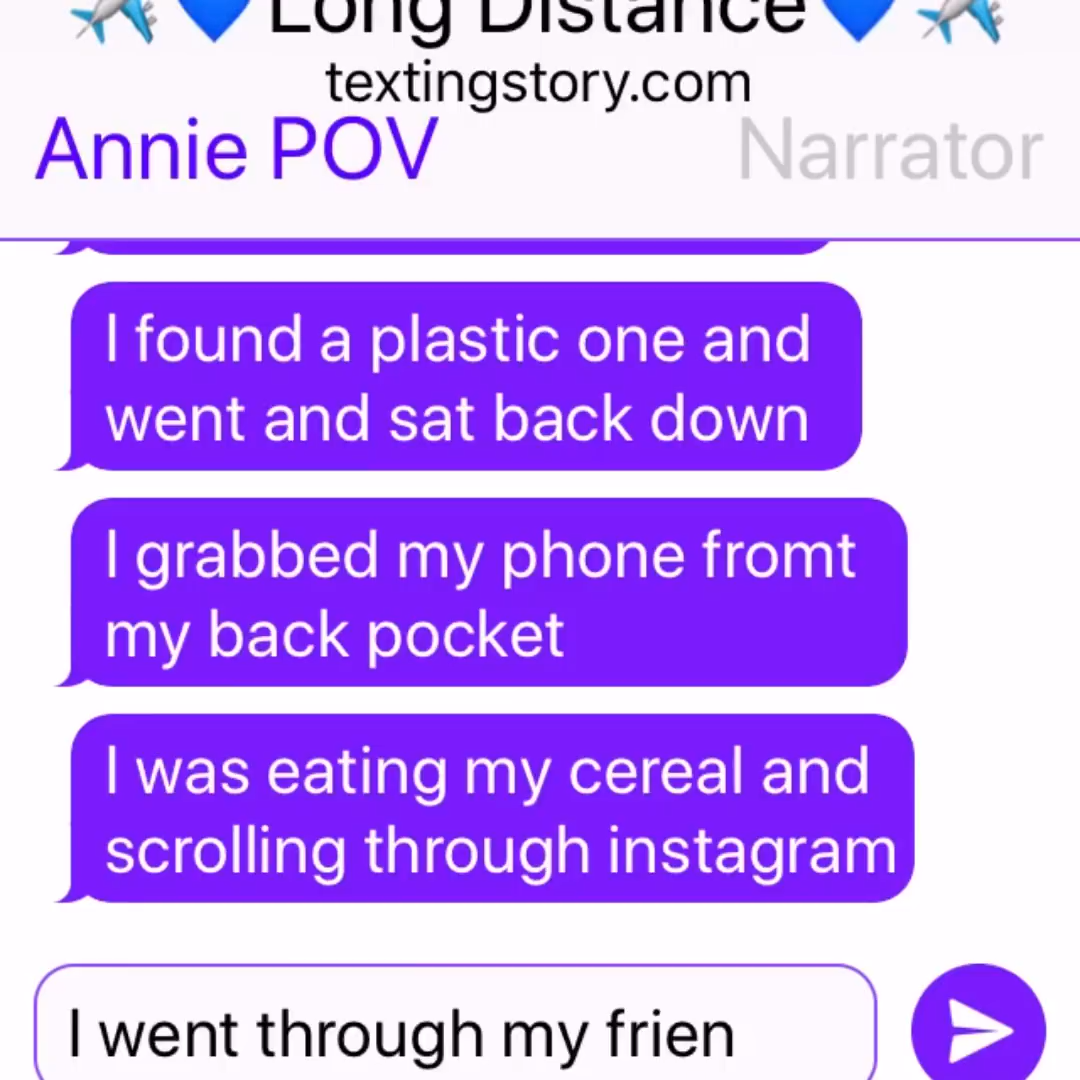 Long Distance
textingstory.com
Annie POV
Narrator
I found a plastic one and
went and sat back down
I grabbed my phone fromt
my back pocket
I was eating my cereal and
scrolling through instagram
I went through my frien